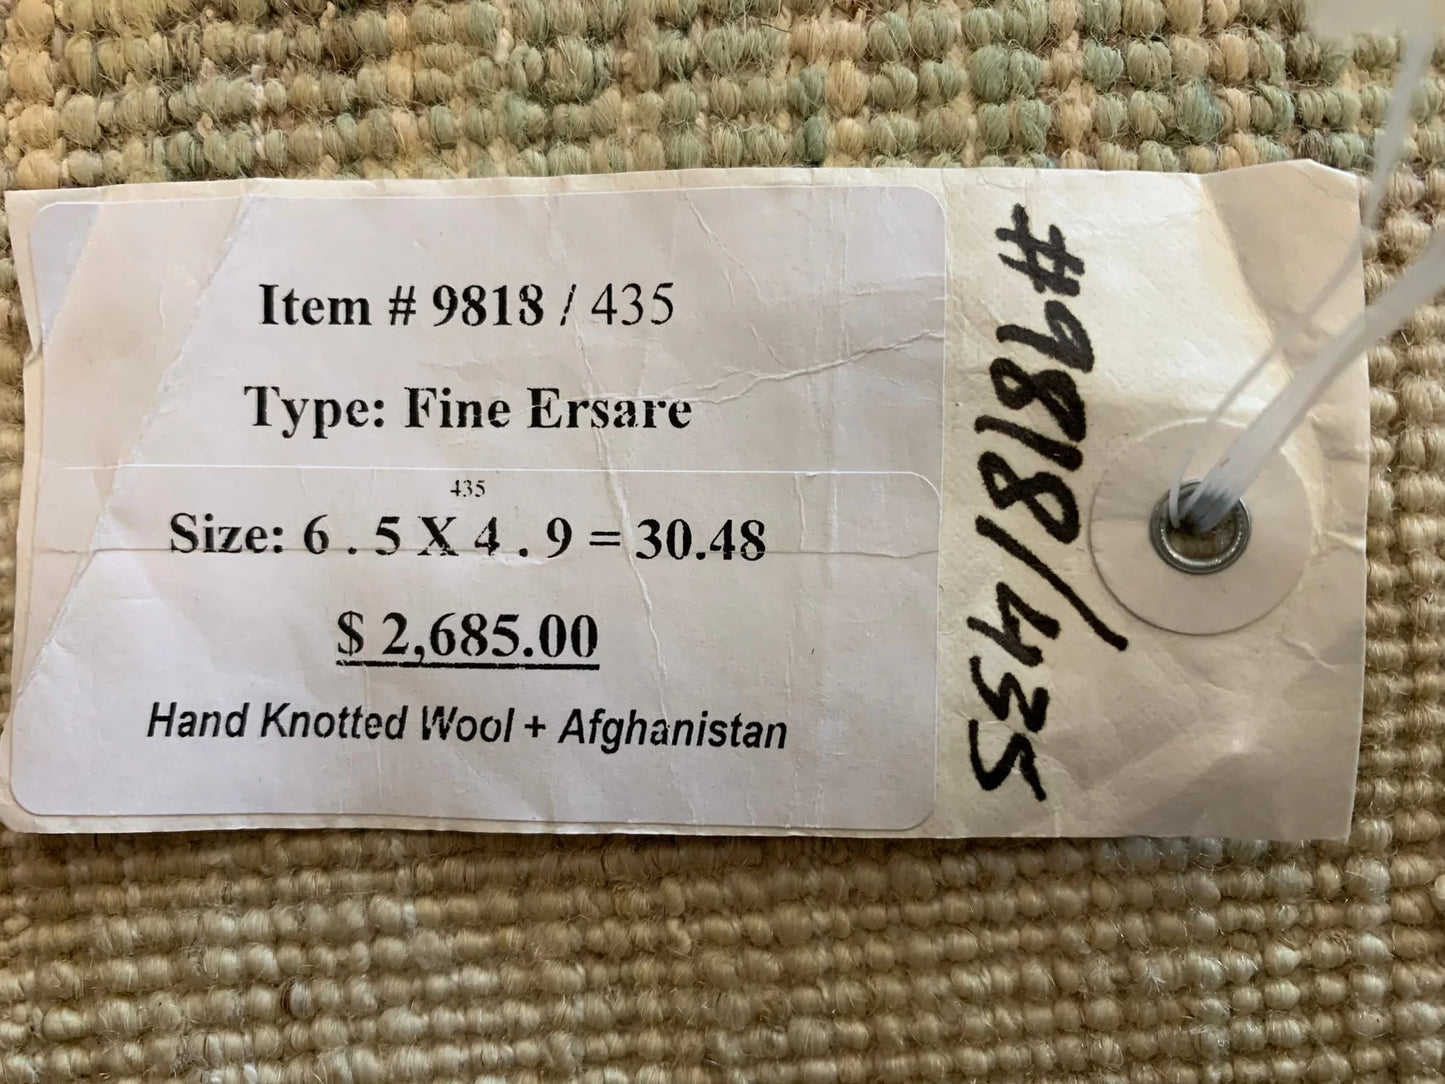 Item # 9818 / 435
Type: Fine Ersare
435
Size: 6 . 5 X 4 . 9 = 30.48
$ 2,685.00
Hand Knotted Wool + Afghanistan
#9818/435